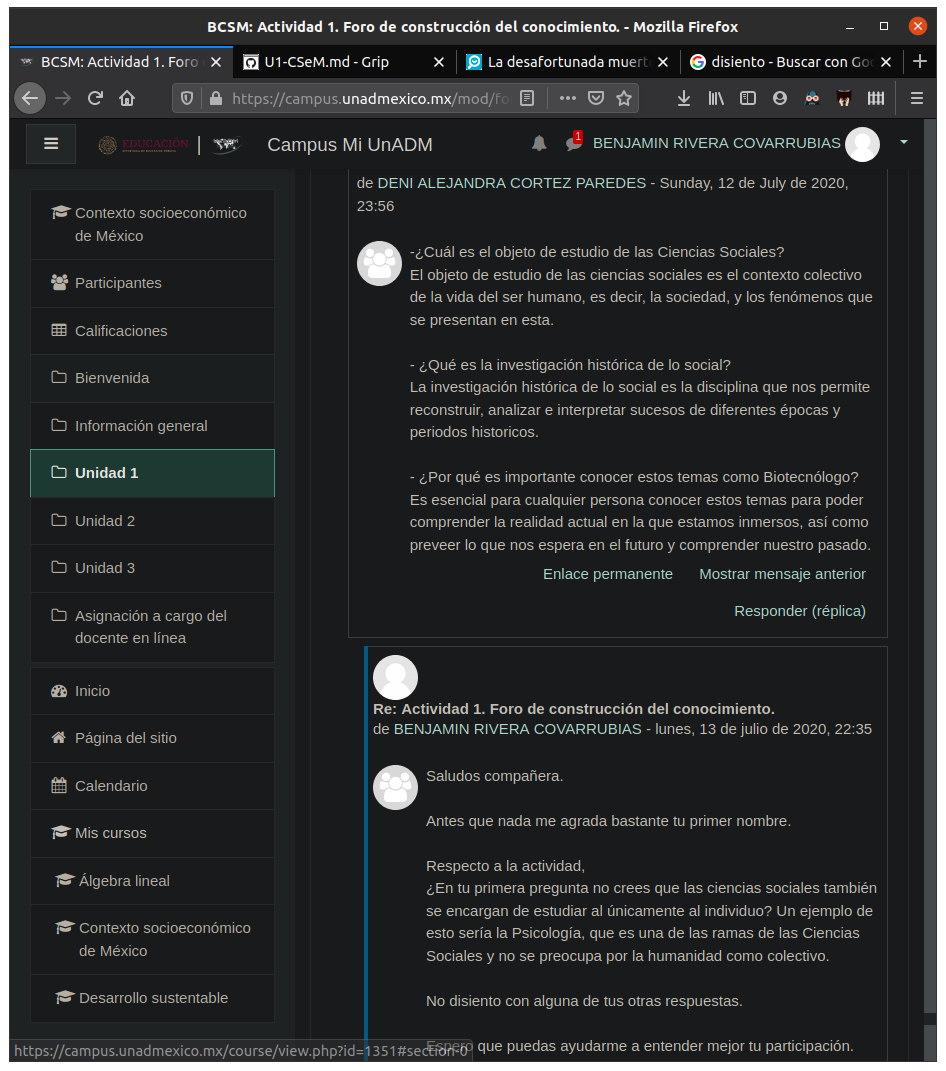 BCSM: Actividad 1. Foro de construcción del conocimiento. - Mozilla Firefox
BCSM: Actividad 1. Foro
U1-CSeM.md - Grip
La desafortunada muert
disiento - Buscar con Goo
https://campus.unadmexico.mx/mod/fo
EDUCACIÓN
Campus Mi UnADM
1
BENJAMIN RIVERA COVARRUBIAS
Contexto socioeconómico
de México
Participantes
Calificaciones
Bienvenida
Información general
Unidad 1
Unidad 2
Unidad 3
Asignación a cargo del
docente en línea
Inicio
Página del sitio
Calendario
Mis cursos
Álgebra lineal
Contexto socioeconómico
de México
Desarrollo sustentable
de DENI ALEJANDRA CORTEZ PAREDES - Sunday, 12 de July de 2020,
23:56
-¿Cuál es el objeto de estudio de las Ciencias Sociales?
El objeto de estudio de las ciencias sociales es el contexto colectivo
de la vida del ser humano, es decir, la sociedad, y los fenómenos que
se presentan en esta.
- ¿Qué es la investigación histórica de lo social?
La investigación histórica de lo social es la disciplina que nos permite
reconstruir, analizar e interpretar sucesos de diferentes épocas y
periodos historicos.
- ¿Por qué es importante conocer estos temas como Biotecnólogo?
Es esencial para cualquier persona conocer estos temas para poder
comprender la realidad actual en la que estamos inmersos, así como
preveer lo que nos espera en el futuro y comprender nuestro pasado.
Enlace permanente
Mostrar mensaje anterior
Responder (réplica)
Re: Actividad 1. Foro de construcción del conocimiento.
de BENJAMIN RIVERA COVARRUBIAS - lunes, 13 de julio de 2020, 22:35
Saludos compañera.
Antes que nada me agrada bastante tu primer nombre.
Respecto a la actividad,
¿En tu primera pregunta no crees que las ciencias sociales también
se encargan de estudiar al únicamente al individuo? Un ejemplo de
esto sería la Psicología, que es una de las ramas de las Ciencias
Sociales y no se preocupa por la humanidad como colectivo.
No disiento con alguna de tus otras respuestas.
Espero que puedas ayudarme a entender mejor tu participación.
https://campus.unadmexico.mx/course/view.php?id=1351#section-0